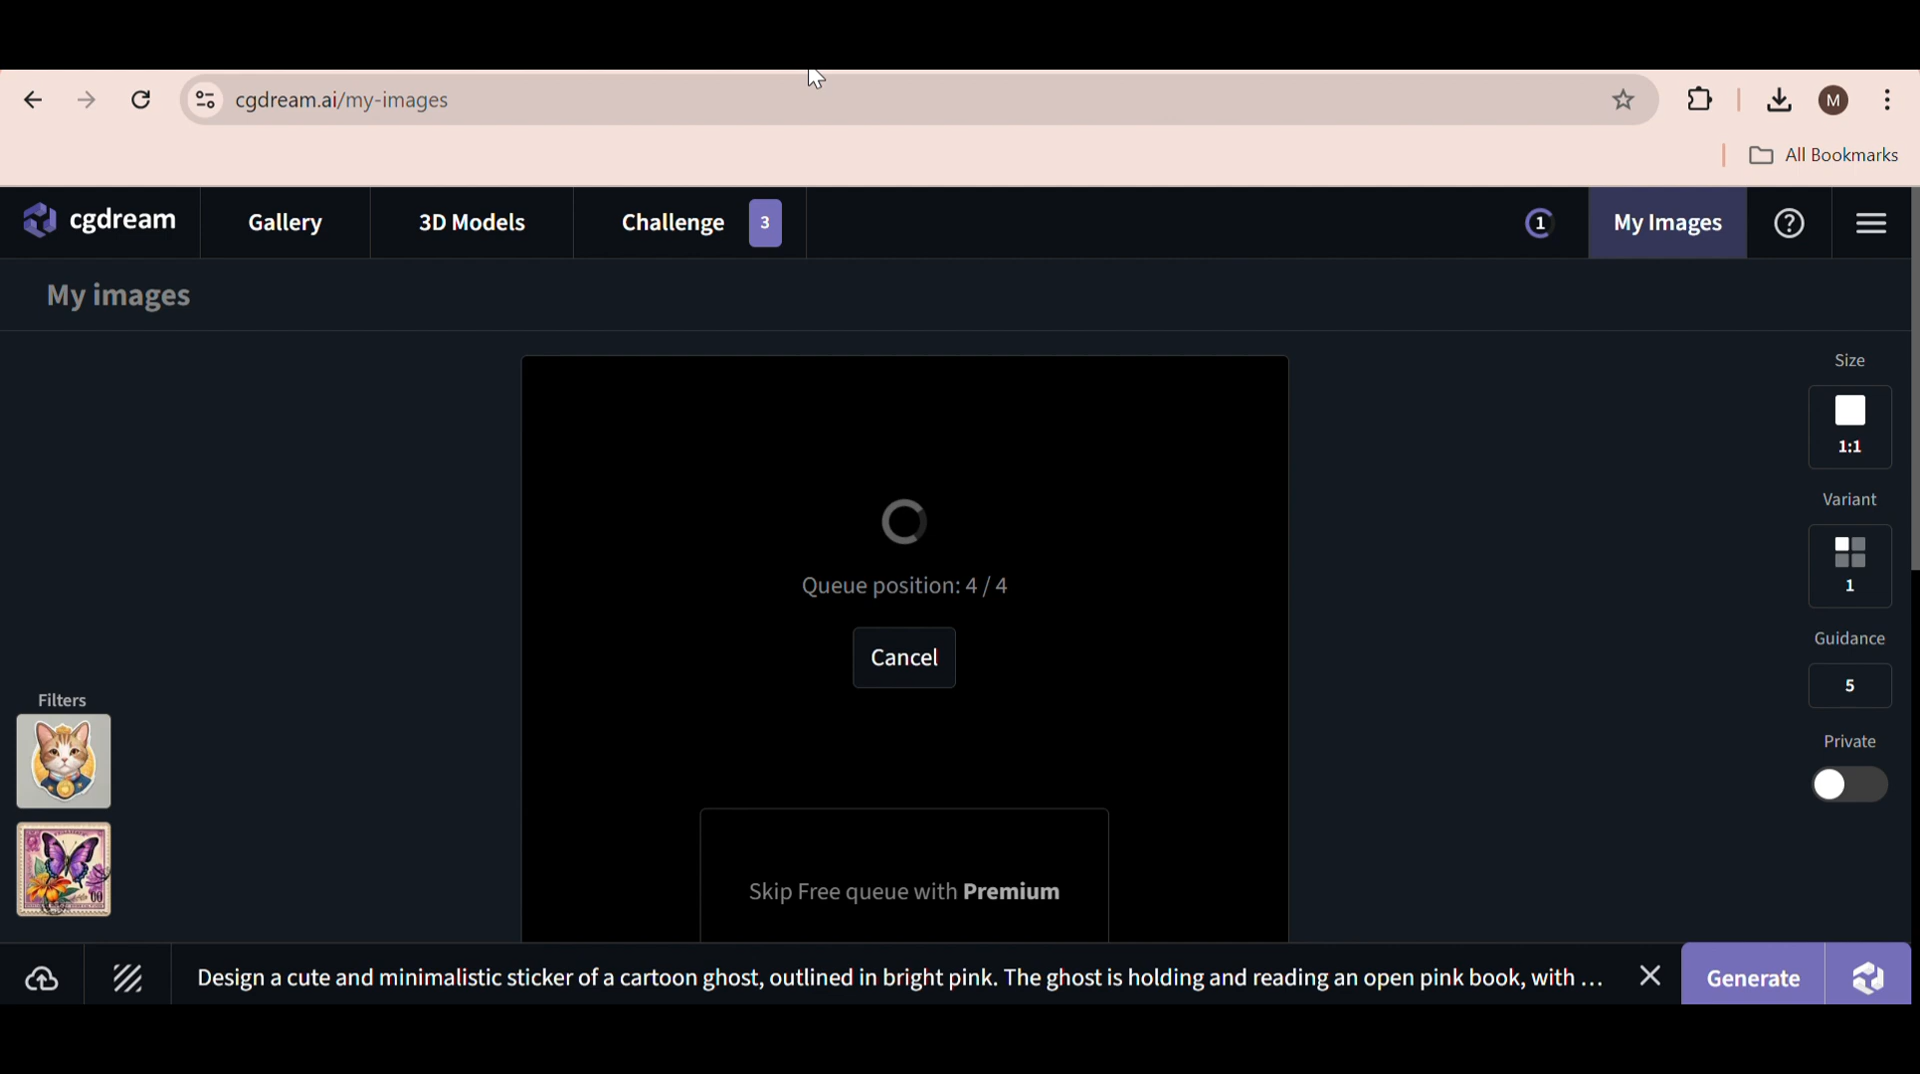 cgdream.ai/my-images
M
All Bookmarks
cgdream
Gallery
3D Models
Challenge
3
1
My Images
My images
Size
1:1
Variant
1
Guidance
5
Private
Queue position: 4 / 4
Cancel
Filters
Skip Free queue with Premium
Design a cute and minimalistic sticker of a cartoon ghost, outlined in bright pink. The ghost is holding and reading an open pink book, with ...
Generate